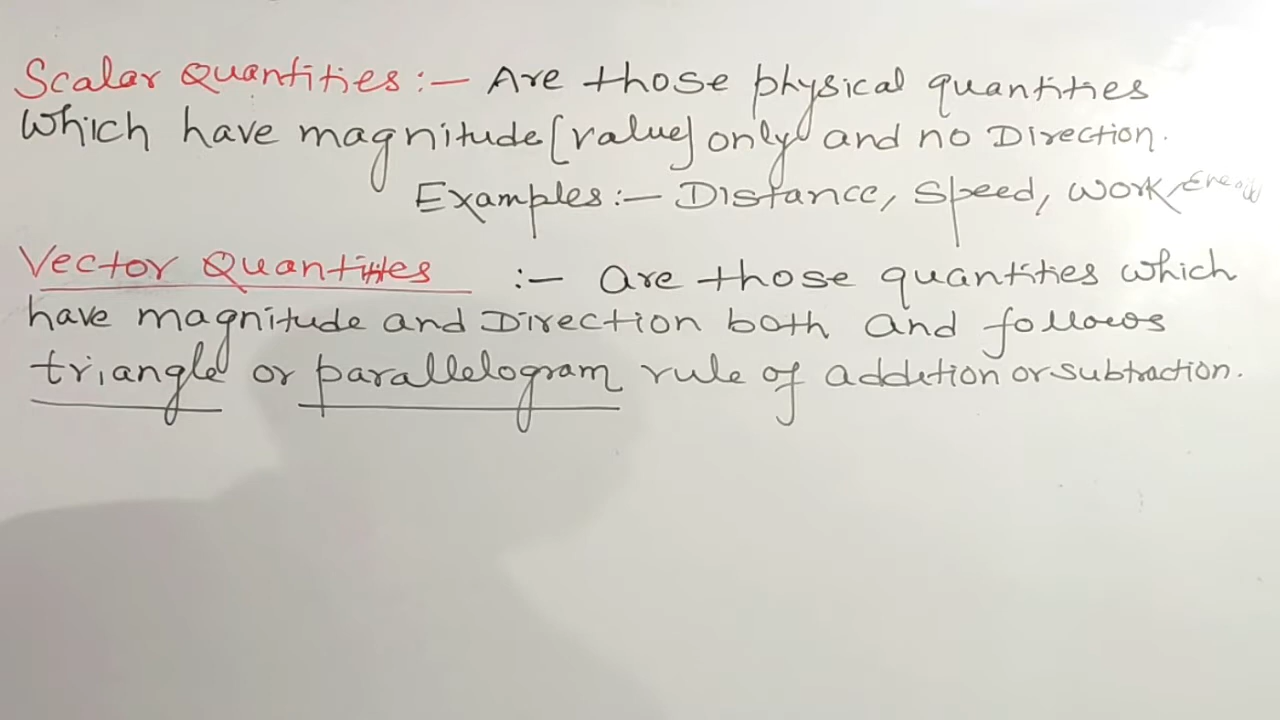 Scalar Quantities :- Are those physical quantities
Which have magnitude [value] only and no Direction.
Examples :- Distance, Speed, Work,
Vector Quantities :- are those quantities which
have magnitude and Direction both and follows
triangle or parallelogram rule of addition or subtraction.